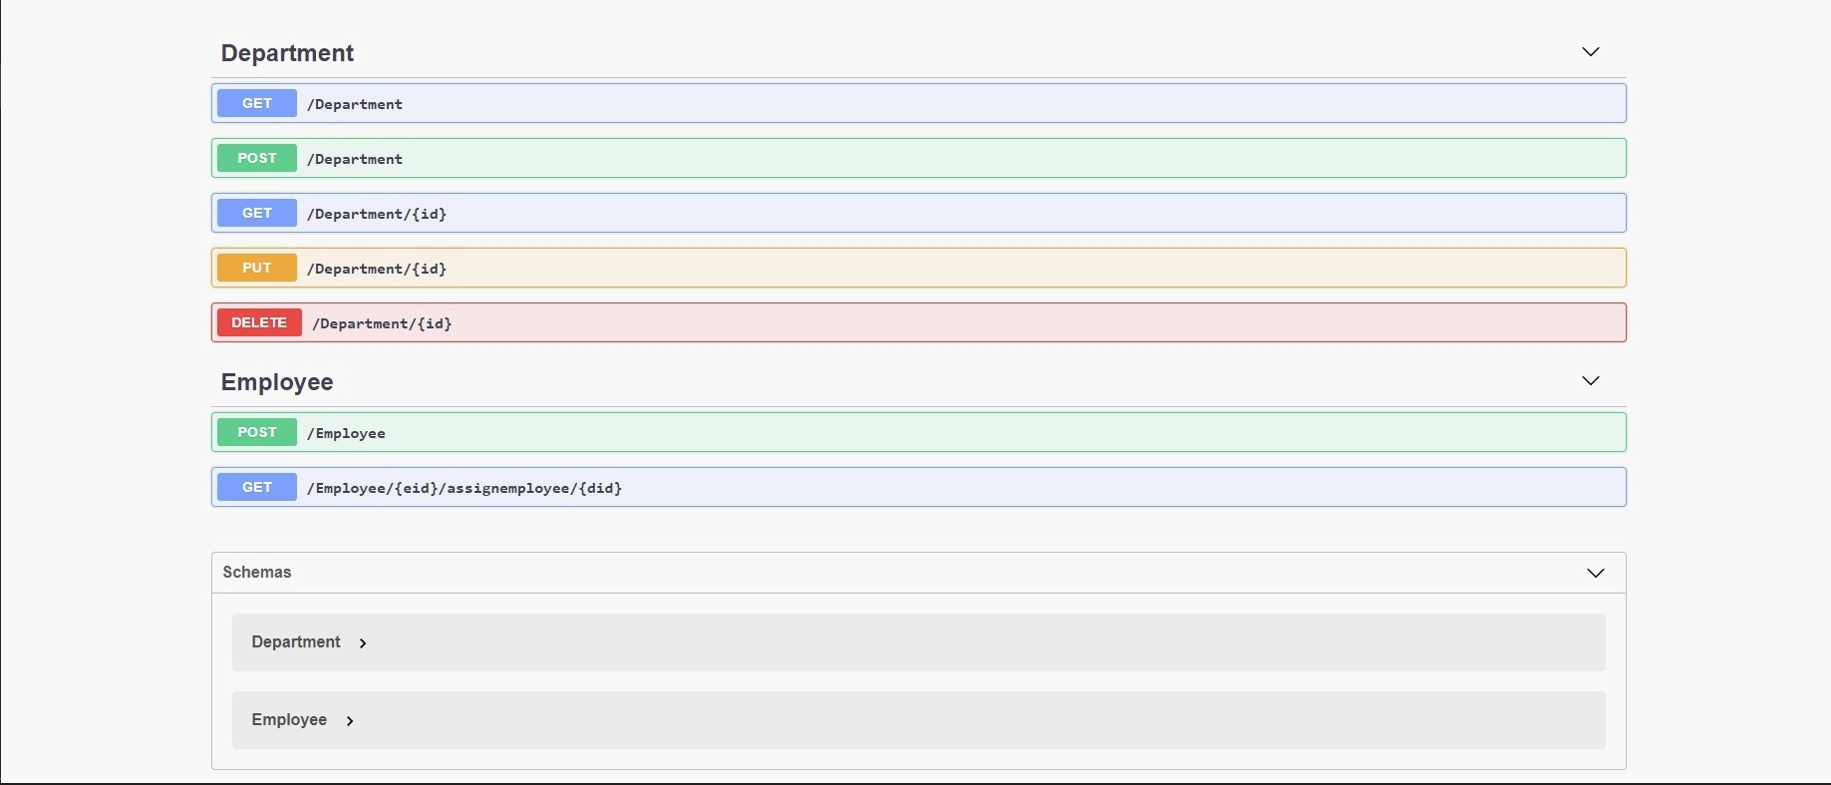 Department
GET /Department
POST /Department
GET /Department/{id}
PUT /Department/{id}
DELETE /Department/{id}
Employee
POST /Employee
GET /Employee/{eid}/assignemployee/{did}
Schemas
Department
Employee